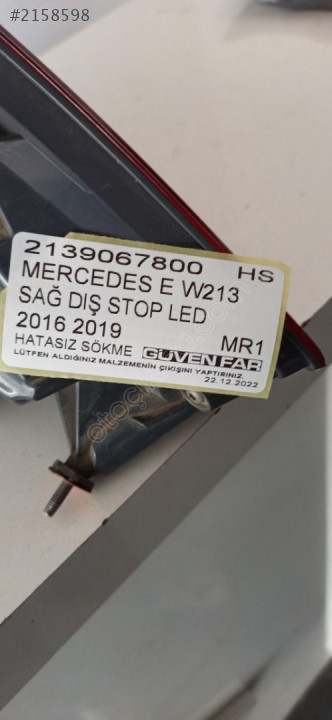 #2158598
2139067800 HS
MERCEDES E W213
SAĞ DIŞ STOP LED
2016 2019 MR1
HATASIZ SÖKME GÜVEN FAR
LÜTFEN ALDIĞINIZ MALZEMENİN ÇIKIŞINI YAPTIRINIZ.
22.12.2022